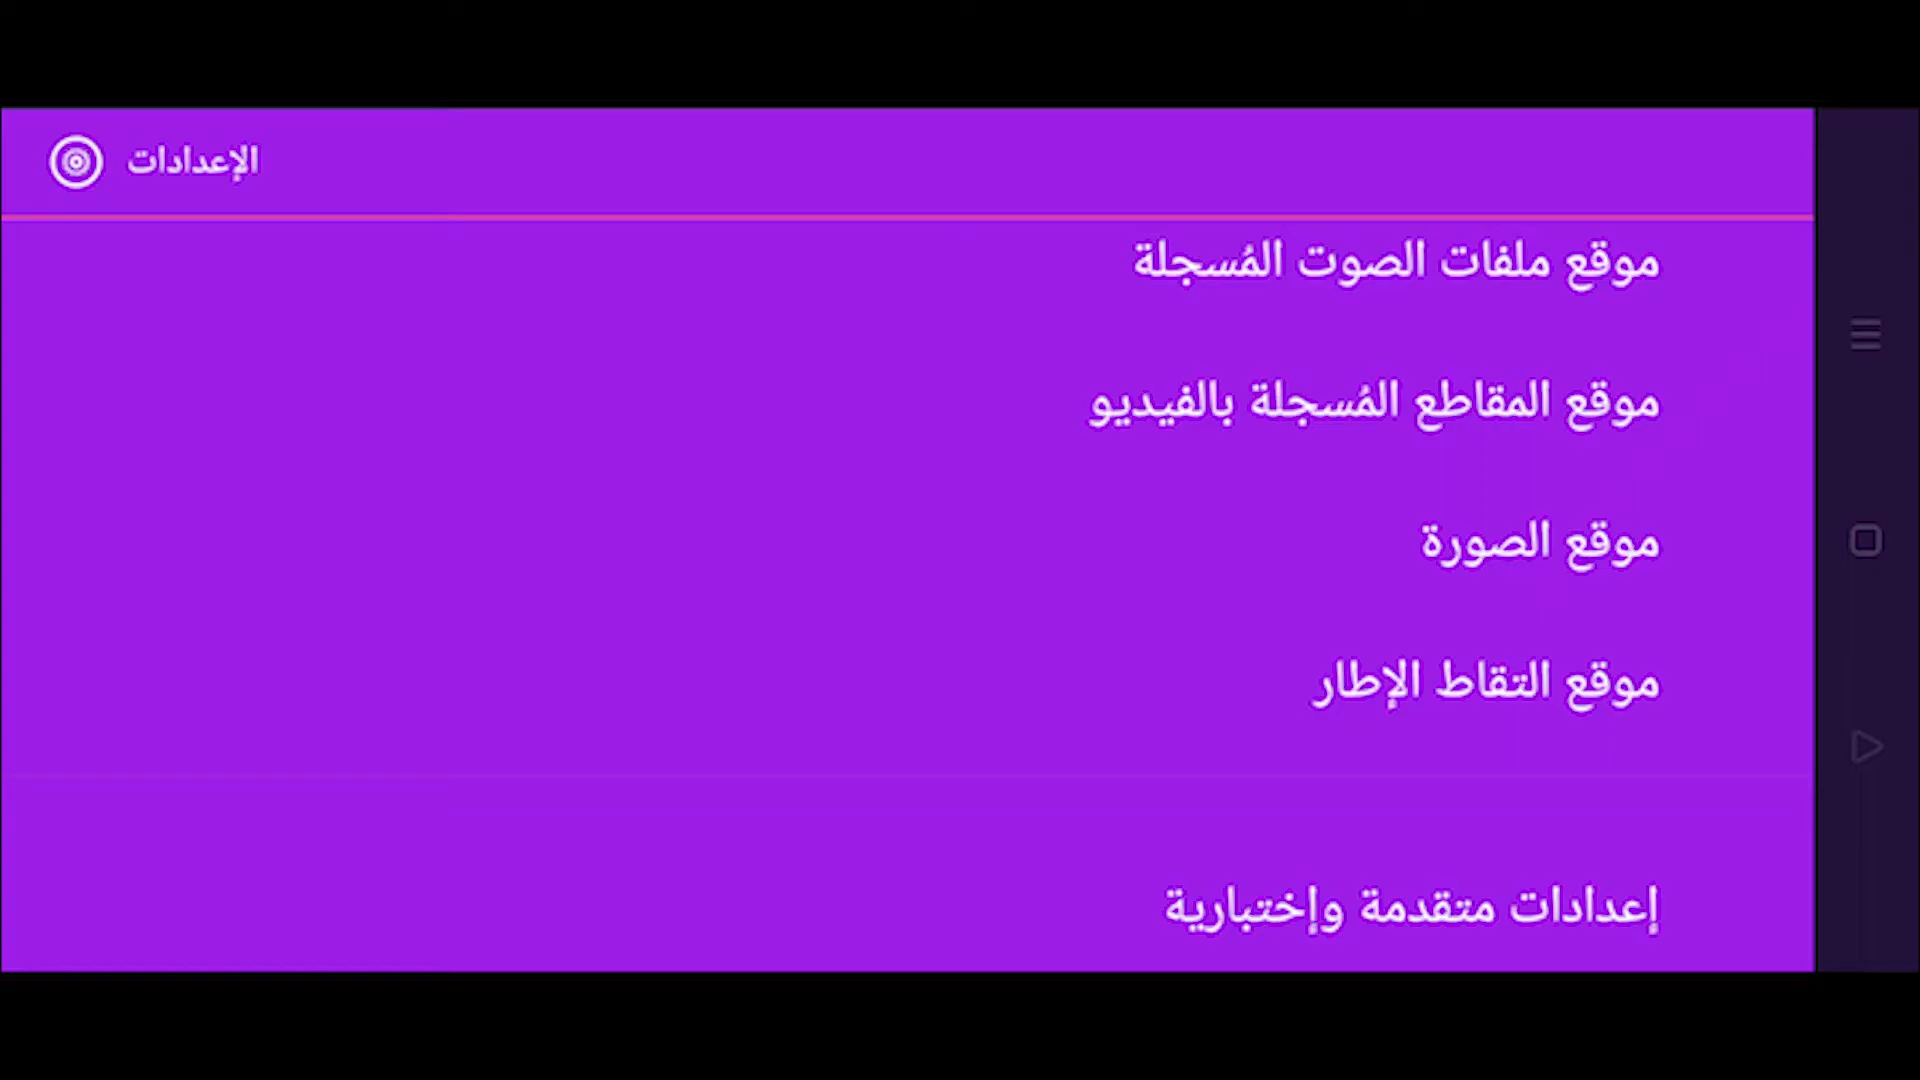 الإعدادات
موقع ملفات الصوت المُسجلة
موقع المقاطع المُسجلة بالفيديو
موقع الصورة
موقع التقاط الإطار
إعدادات متقدمة وإختبارية